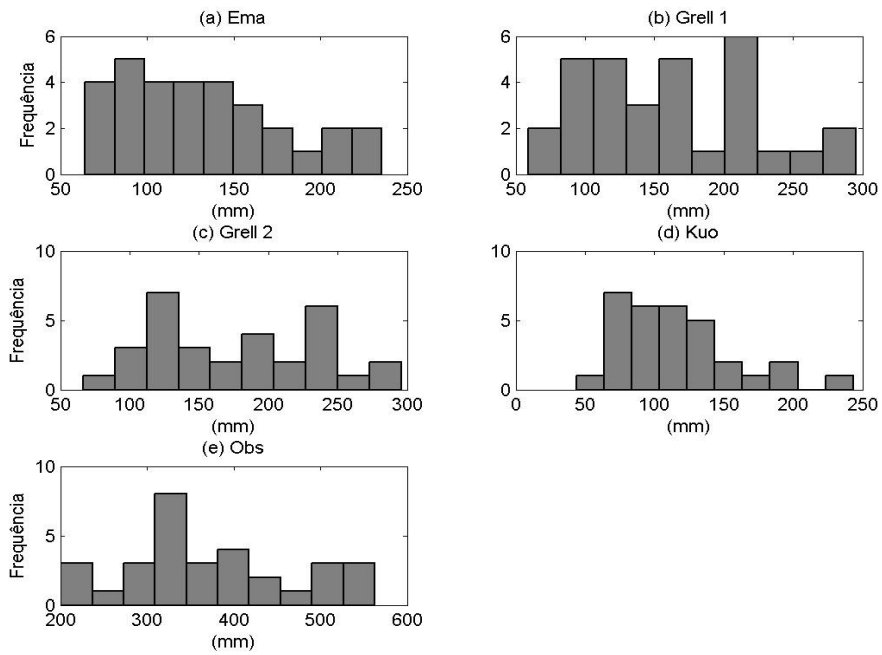 (a) Ema
Frequência
6
4
2
0
50 100 150 200 250
(mm)
(b) Grell 1
6
4
2
0
50 100 150 200 250 300
(mm)
(c) Grell 2
Frequência
10
5
0
50 100 150 200 250 300
(mm)
(d) Kuo
10
5
0
0 50 100 150 200 250
(mm)
(e) Obs
Frequência
10
5
0
200 300 400 500 600
(mm)